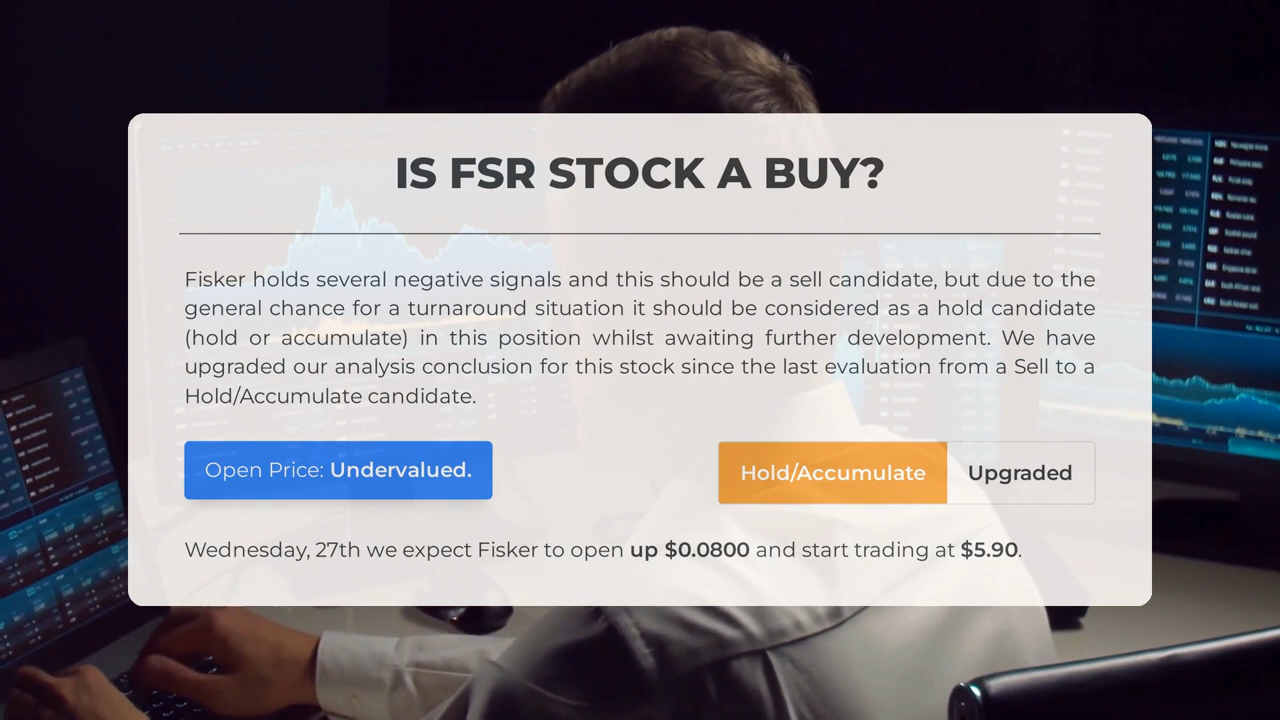 IS FSR STOCK A BUY?
Fisker holds several negative signals and this should be a sell candidate, but due to the
general chance for a turnaround situation it should be considered as a hold candidate
(hold or accumulate) in this position whilst awaiting further development. We have
upgraded our analysis conclusion for this stock since the last evaluation from a Sell to a
Hold/Accumulate candidate.
Open Price: Undervalued.
Hold/Accumulate Upgraded
Wednesday, 27th we expect Fisker to open up $0.0800 and start trading at $5.90.